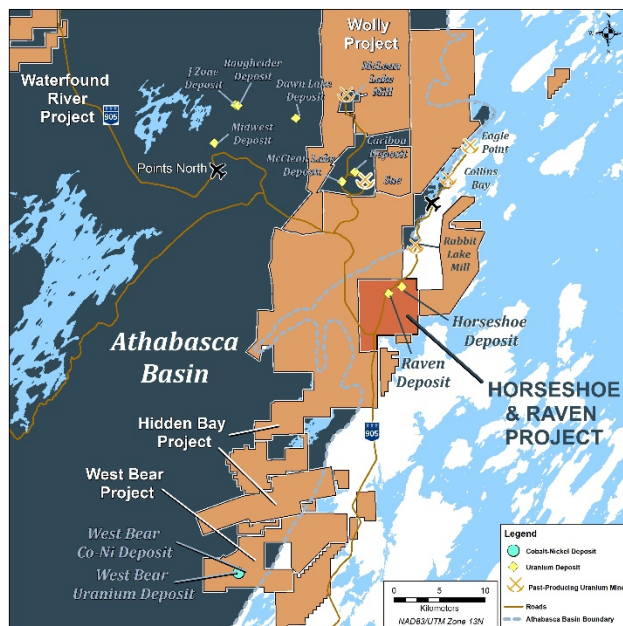 Wolly
Project
McClean
Lake
Mill
Roughrider
Deposit
J Zone
Deposit
Dawn Lake
Deposit
Waterfound
River
Project
905
Midwest
Deposit
Points North
McClean Lake
Deposit
Caribou
Deposit
Sue
Eagle
Point
Collins
Bay
Rabbit
Lake
Mill
Horseshoe
Deposit
Raven
Deposit
Athabasca
Basin
HORSESHOE
& RAVEN
PROJECT
Hidden Bay
Project
905
West Bear
Project
West Bear
Co-Ni Deposit
West Bear
Uranium Deposit
N
Legend
Cobalt-Nickel Deposit
Uranium Deposit
Past-Producing Uranium Mine
Roads
Athabasca Basin Boundary
0 5 10
Kilometers
NAD83/UTM Zone 13N